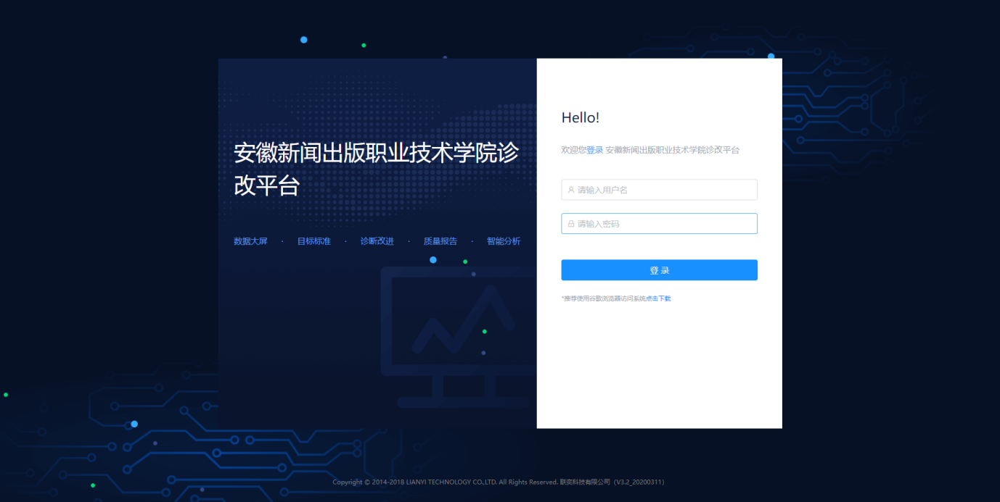 安徽新闻出版职业技术学院诊
改平台
数据大屏 · 目标标准 · 诊断改进 · 质量报告 · 智能分析
Hello!
欢迎您登录 安徽新闻出版职业技术学院诊改平台
请输入用户名
请输入密码
登 录
*推荐使用谷歌浏览器访问系统点击下载
Copyright © 2014-2018 LIANYI TECHNOLOGY CO.,LTD. All Rights Reserved. 联奕科技有限公司（V3.2_20200311）